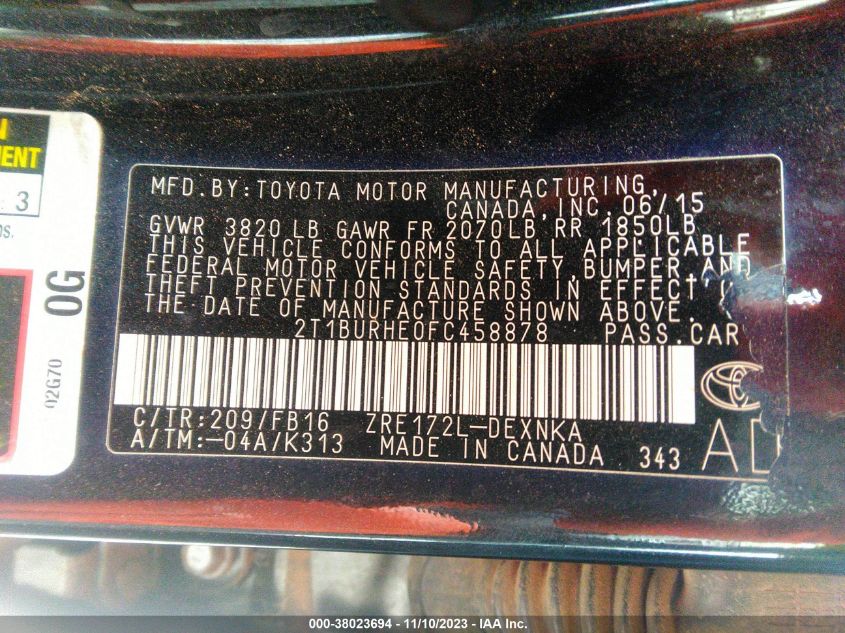 N
MENT
: 3
ns.
0G
02G70
MFD.BY:TOYOTA MOTOR MANUFACTURING,
CANADA,INC. 06/15
GVWR 3820 LB GAWR FR 2070LB RR 1850LB
THIS VEHICLE CONFORMS TO ALL APPLICABLE
FEDERAL MOTOR VEHICLE SAFETY,BUMPER,AND
THEFT PREVENTION STANDARDS IN EFFECT
THE DATE OF MANUFACTURE SHOWN ABOVE.
2T1BURHE0FC458878 PASS.CAR
C/TR:209/FB16 ZRE172L-DEXNKA
A/TM:-04A/K313 MADE IN CANADA 343
000-38023694 — 11/10/2023 — IAA Inc.